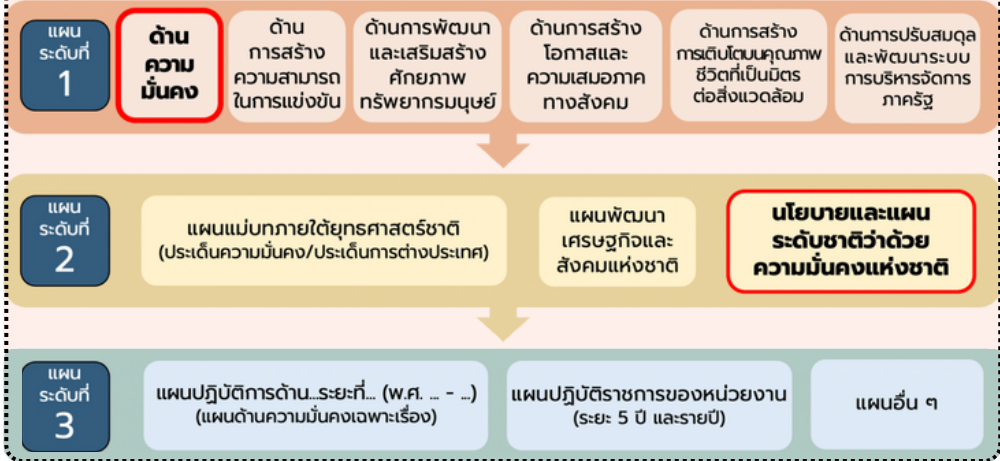 แผน
ระดับที่
1
ด้าน
ความ
มั่นคง
ด้าน
การสร้าง
ความสามารถ
ในการแข่งขัน
ด้านการพัฒนา
และเสริมสร้าง
ศักยภาพ
ทรัพยากรมนุษย์
ด้านการสร้าง
โอกาสและ
ความเสมอภาค
ทางสังคม
ด้านการสร้าง
การเติบโตบนคุณภาพ
ชีวิตที่เป็นมิตร
ต่อสิ่งแวดล้อม
ด้านการปรับสมดุล
และพัฒนาระบบ
การบริหารจัดการ
ภาครัฐ
แผน
ระดับที่
2
แผนแม่บทภายใต้ยุทธศาสตร์ชาติ
(ประเด็นความมั่นคง/ประเด็นการต่างประเทศ)
แผนพัฒนา
เศรษฐกิจและ
สังคมแห่งชาติ
นโยบายและแผน
ระดับชาติว่าด้วย
ความมั่นคงแห่งชาติ
แผน
ระดับที่
3
แผนปฏิบัติการด้าน...ระยะที่... (พ.ศ. ... - ...)
(แผนด้านความมั่นคงเฉพาะเรื่อง)
แผนปฏิบัติราชการของหน่วยงาน
(ระยะ 5 ปี และรายปี)
แผนอื่น ๆ